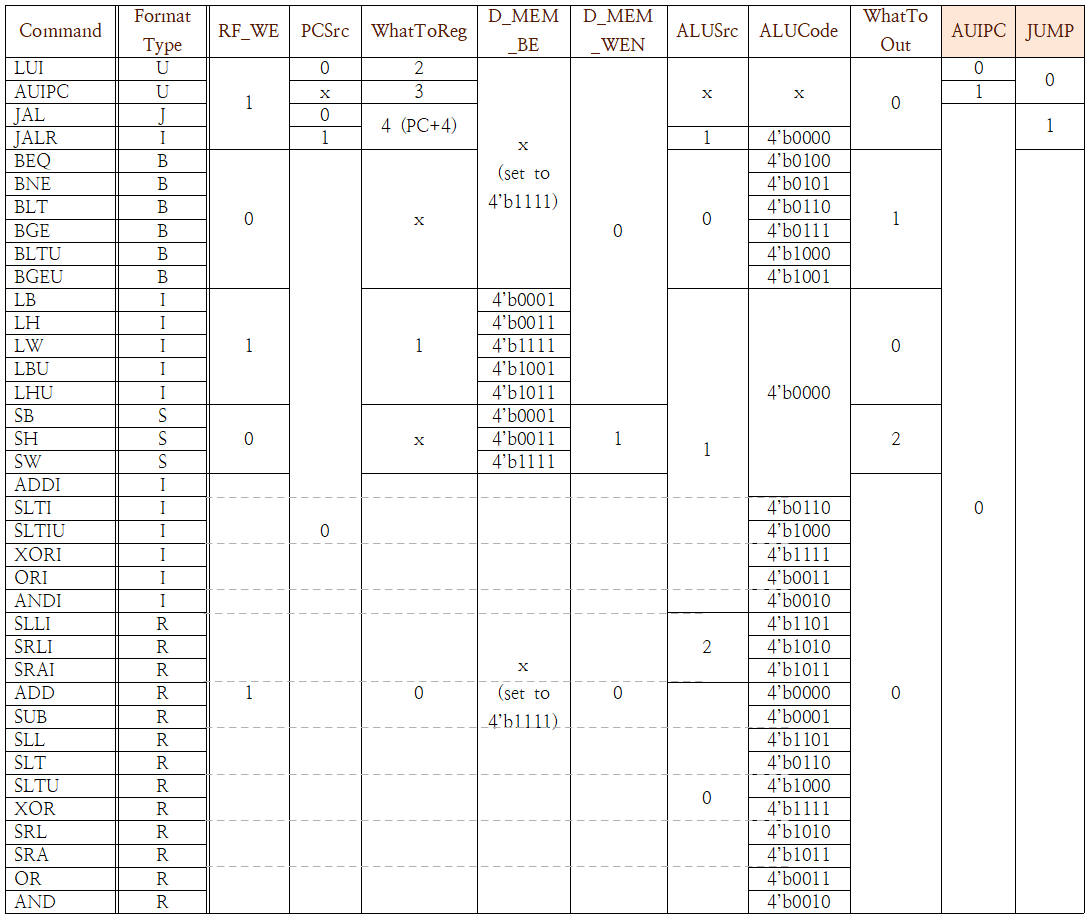 Command Format Type RF_WE PCSrc WhatToReg D_MEM _BE D_MEM _WEN ALUSrc ALUCode WhatTo Out AUIPC JUMP
LUI U 1 0 2 x (set to 4'b1111) 0 x x 0 0 0
AUIPC U x 3 1
JAL J 0 4 (PC+4) 0 1
JALR I 1 1 4'b0000
BEQ B 0 0 x 0 4'b0100 1
BNE B 4'b0101
BLT B 4'b0110
BGE B 4'b0111
BLTU B 4'b1000
BGEU B 4'b1001
LB I 1 1 4'b0001 1 4'b0000 0
LH I 4'b0011
LW I 4'b1111
LBU I 4'b1001
LHU I 4'b1011
SB S 0 x 4'b0001 1 2
SH S 4'b0011
SW S 4'b1111
ADDI I 1 0 x (set to 4'b1111) 0 0
SLTI I 4'b0110
SLTIU I 4'b1000
XORI I 4'b1111
ORI I 4'b0011
ANDI I 4'b0010
SLLI R 2 4'b1101
SRLI R 4'b1010
SRAI R 4'b1011
ADD R 0 4'b0000
SUB R 4'b0001
SLL R 4'b1101
SLT R 4'b0110
SLTU R 4'b1000
XOR R 4'b1111
SRL R 4'b1010
SRA R 4'b1011
OR R 4'b0011
AND R 4'b0010